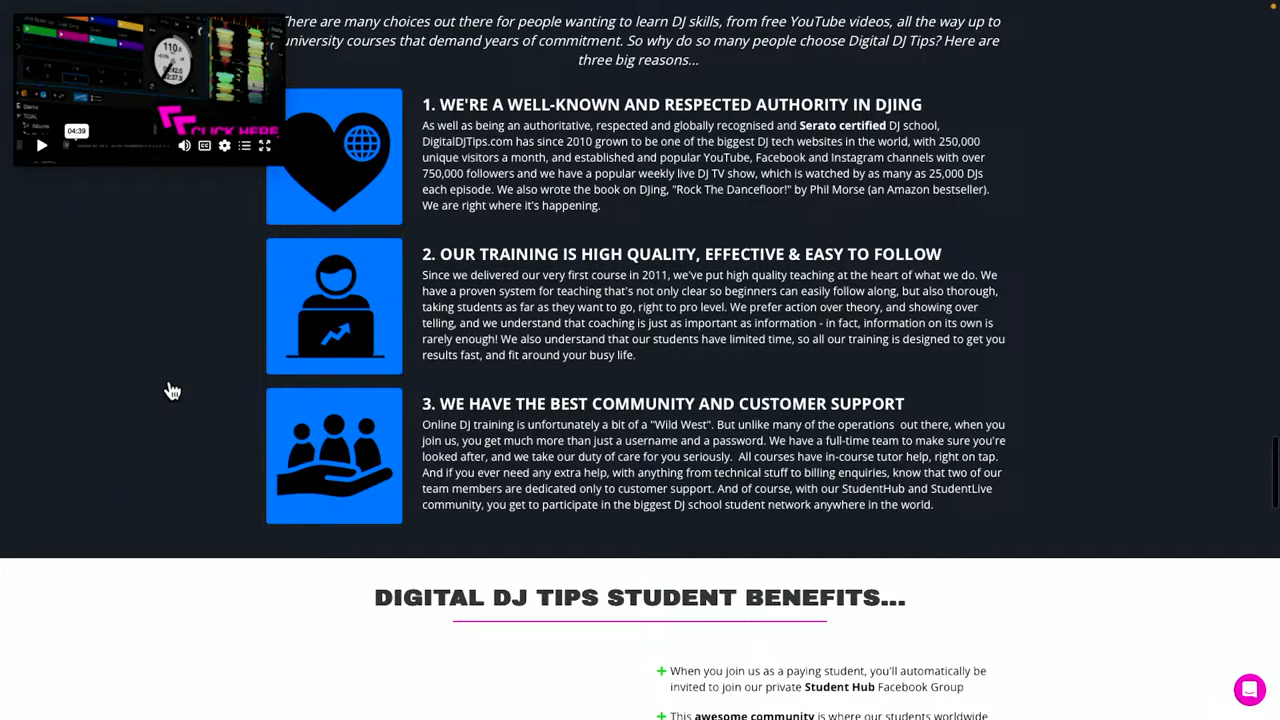 There are many choices out there for people wanting to learn DJ skills, from free YouTube videos, all the way up to
university courses that demand years of commitment. So why do so many people choose Digital DJ Tips? Here are
three big reasons...
110.0
Stems
TIDAL
Albums
CLICK HERE
04:39
1. WE'RE A WELL-KNOWN AND RESPECTED AUTHORITY IN DJING
As well as being an authoritative, respected and globally recognised and Serato certified DJ school,
DigitalDJTips.com has since 2010 grown to be one of the biggest DJ tech websites in the world, with 250,000
unique visitors a month, and established and popular YouTube, Facebook and Instagram channels with over
750,000 followers and we have a popular weekly live DJ TV show, which is watched by as many as 25,000 DJs
each episode. We also wrote the book on DJing, "Rock The Dancefloor!" by Phil Morse (an Amazon bestseller).
We are right where it's happening.
2. OUR TRAINING IS HIGH QUALITY, EFFECTIVE & EASY TO FOLLOW
Since we delivered our very first course in 2011, we've put high quality teaching at the heart of what we do. We
have a proven system for teaching that's not only clear so beginners can easily follow along, but also thorough,
taking students as far as they want to go, right to pro level. We prefer action over theory, and showing over
telling, and we understand that coaching is just as important as information - in fact, information on its own is
rarely enough! We also understand that our students have limited time, so all our training is designed to get you
results fast, and fit around your busy life.
3. WE HAVE THE BEST COMMUNITY AND CUSTOMER SUPPORT
Online DJ training is unfortunately a bit of a "Wild West". But unlike many of the operations out there, when you
join us, you get much more than just a username and a password. We have a full-time team to make sure you're
looked after, and we take our duty of care for you seriously. All courses have in-course tutor help, right on tap.
And if you ever need any extra help, with anything from technical stuff to billing enquiries, know that two of our
team members are dedicated only to customer support. And of course, with our StudentHub and StudentLive
community, you get to participate in the biggest DJ school student network anywhere in the world.
DIGITAL DJ TIPS STUDENT BENEFITS...
When you join us as a paying student, you'll automatically be
invited to join our private Student Hub Facebook Group
This awesome community is where our students worldwide